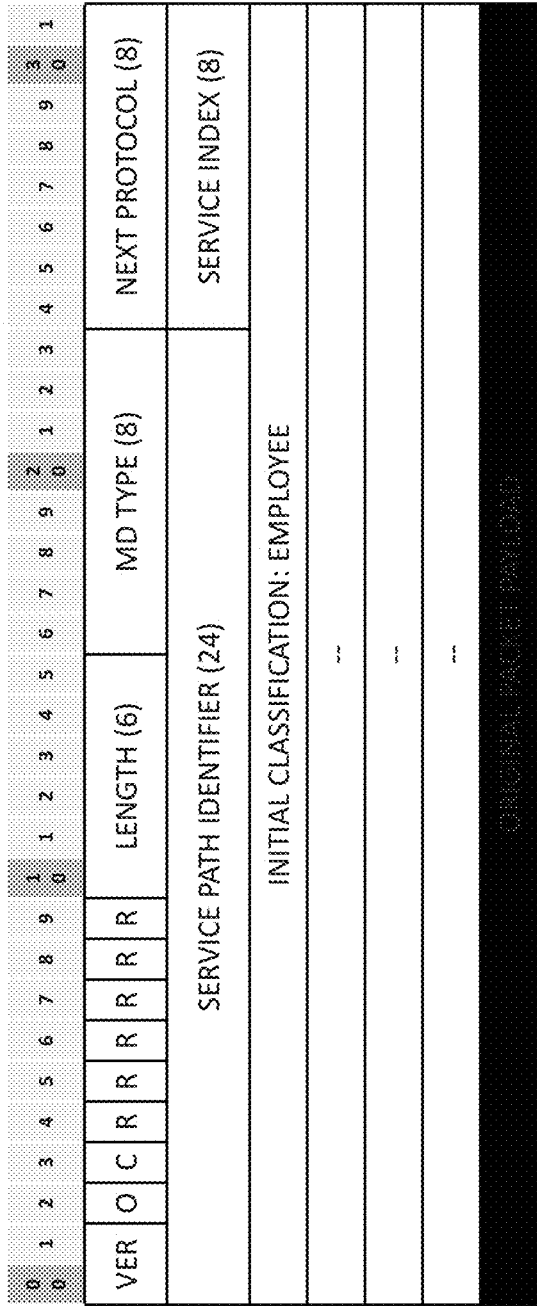 0 0 1 2 3 4 5 6 7 8 9 1 0 1 2 3 4 5 6 7 8 9 2 0 1 2 3 4 5 6 7 8 9 3 0 1
VER O C R R R R R R LENGTH (6) MD TYPE (8) NEXT PROTOCOL (8)
SERVICE PATH IDENTIFIER (24) SERVICE INDEX (8)
INITIAL CLASSIFICATION: EMPLOYEE
~~
~~
~~
ORIGINAL PACKET PAYLOAD